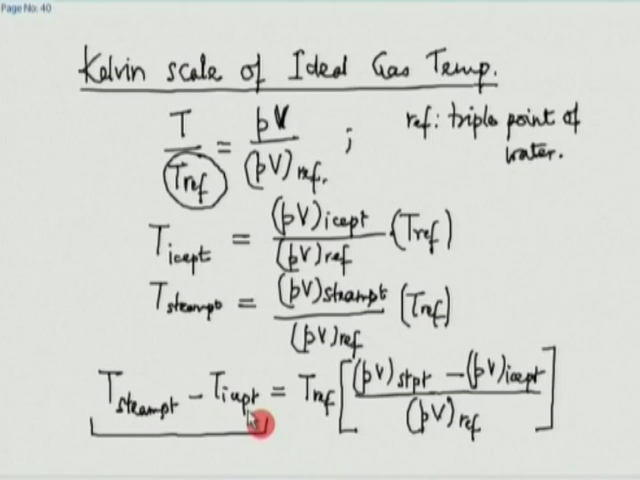 Page No: 40
Kelvin scale of Ideal Gas Temp.
T / Tref = pV / (pV)ref. ; ref: triple point of water.
Ticept = (pV)icept / (pV)ref (Tref)
Tsteampt = (pV)steampt / (pV)ref (Tref)
Tsteampt - Ticept = Tref [ (pV)stpt - (pV)icept / (pV)ref ]